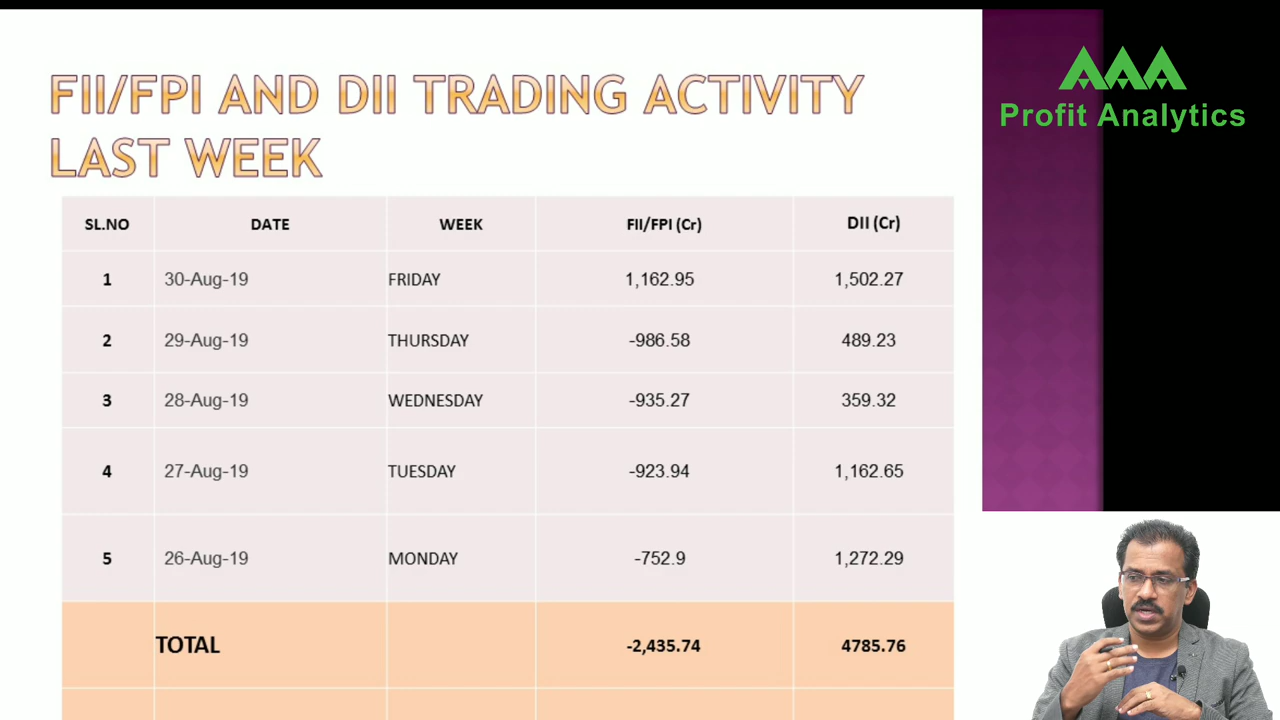 FII/FPI AND DII TRADING ACTIVITY
LAST WEEK
Profit Analytics
SL.NO DATE WEEK FII/FPI (Cr) DII (Cr)
1 30-Aug-19 FRIDAY 1,162.95 1,502.27
2 29-Aug-19 THURSDAY -986.58 489.23
3 28-Aug-19 WEDNESDAY -935.27 359.32
4 27-Aug-19 TUESDAY -923.94 1,162.65
5 26-Aug-19 MONDAY -752.9 1,272.29
TOTAL -2,435.74 4785.76